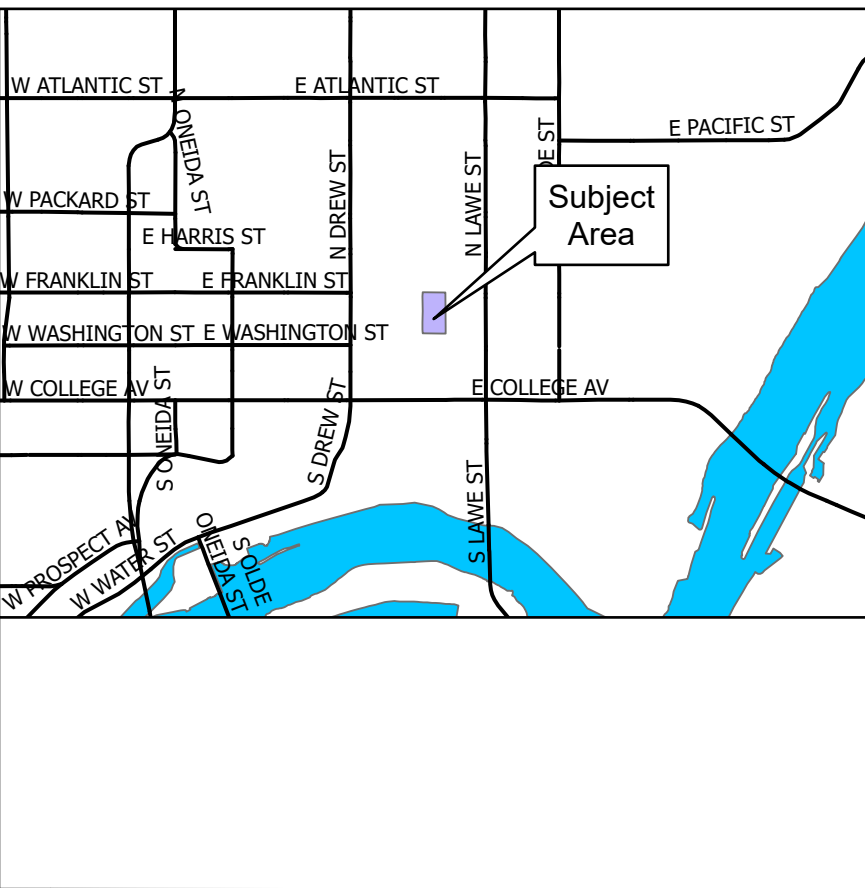 W ATLANTIC ST
E ATLANTIC ST
N ONEIDA ST
E PACIFIC ST
N DREW ST
N LAWE ST
DE ST
Subject
Area
W PACKARD ST
E HARRIS ST
W FRANKLIN ST
E FRANKLIN ST
W WASHINGTON ST
E WASHINGTON ST
W COLLEGE AV
E COLLEGE AV
S ONEIDA ST
S DREW ST
S LAWE ST
W PROSPECT AV
W WATER ST
S OLDE
ONEIDA ST